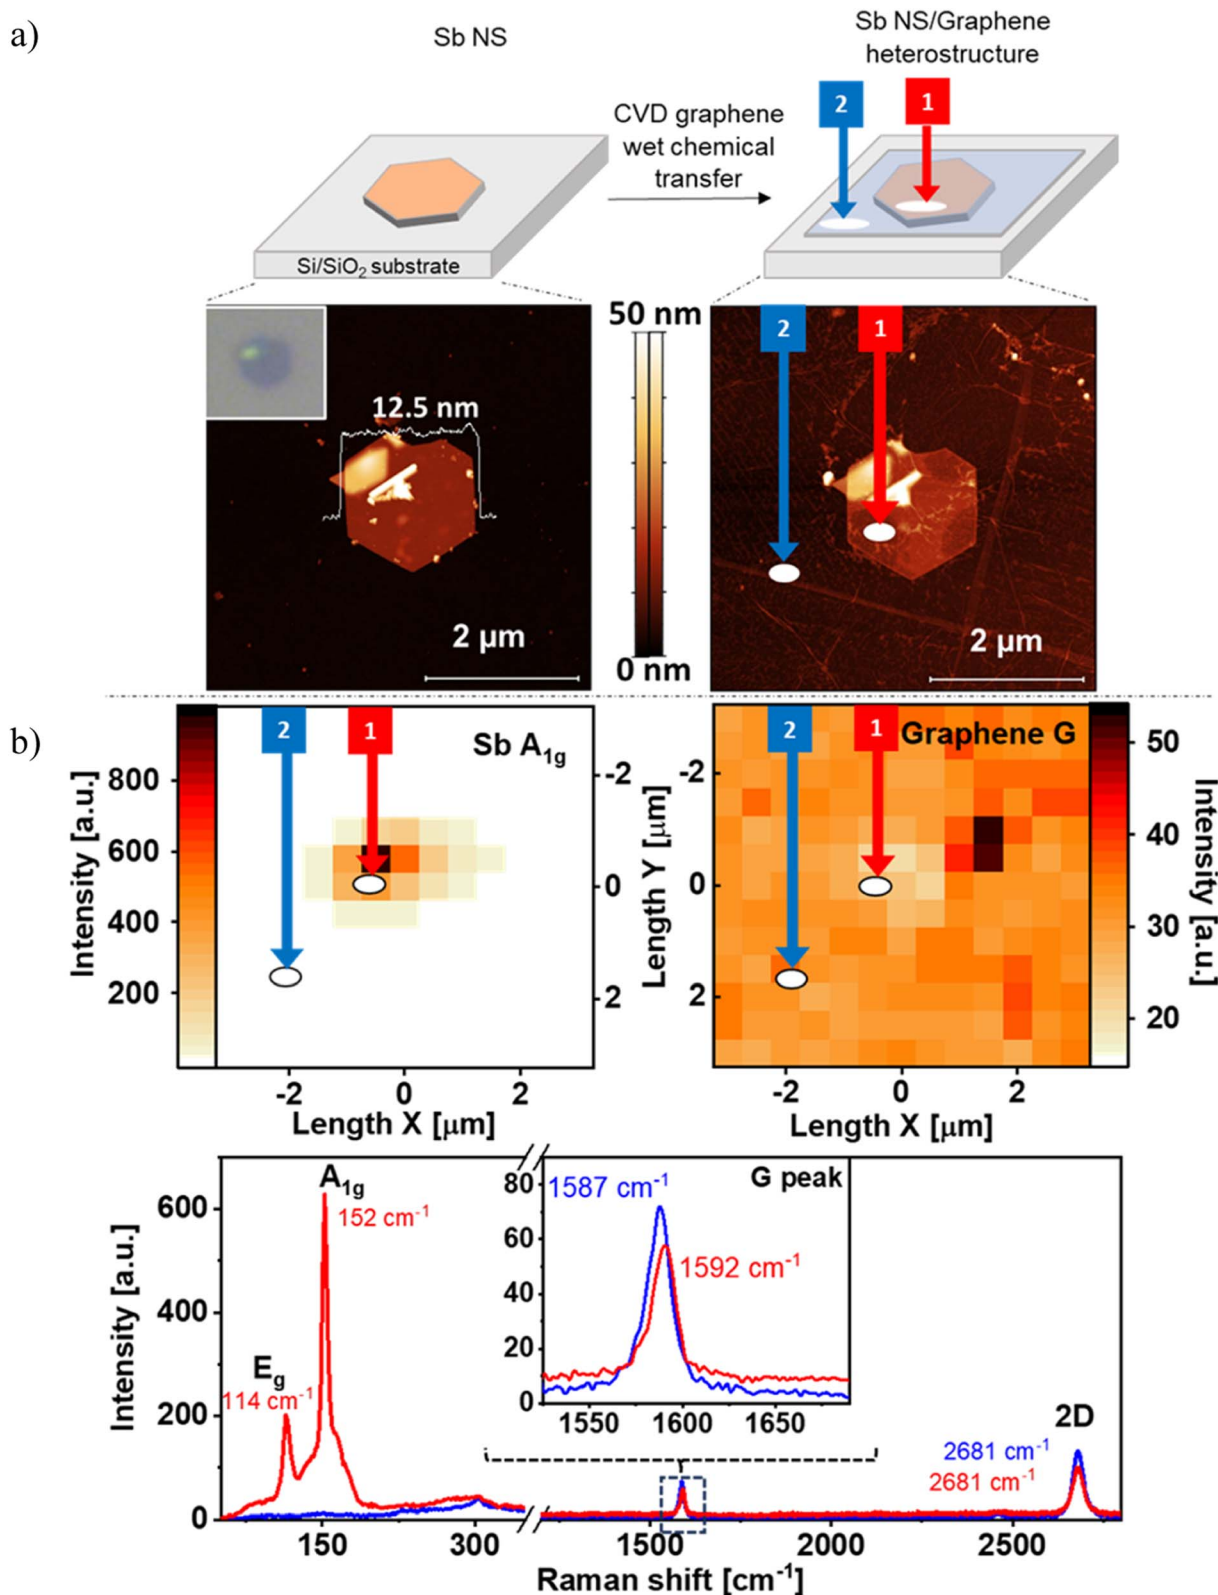 a)
Sb NS
Sb NS/Graphene
heterostructure
2
1
CVD graphene
wet chemical
transfer
Si/SiO₂ substrate
12.5 nm
2 μm
50 nm
0 nm
2
1
2 μm
b)
2
1
Sb A₁g
Intensity [a.u.]
800
600
400
200
-2
0
2
Length Y [μm]
-2
0
2
Length X [μm]
2
1
Graphene G
-2
0
2
50
40
30
20
Intensity [a.u.]
-2
0
2
Length X [μm]
Intensity [a.u.]
600
400
200
0
A₁g
152 cm⁻¹
Eg
114 cm⁻¹
G peak
1587 cm⁻¹
1592 cm⁻¹
80
60
40
20
0
1550
1600
1650
2D
2681 cm⁻¹
2681 cm⁻¹
150
300
1500
2000
2500
Raman shift [cm⁻¹]